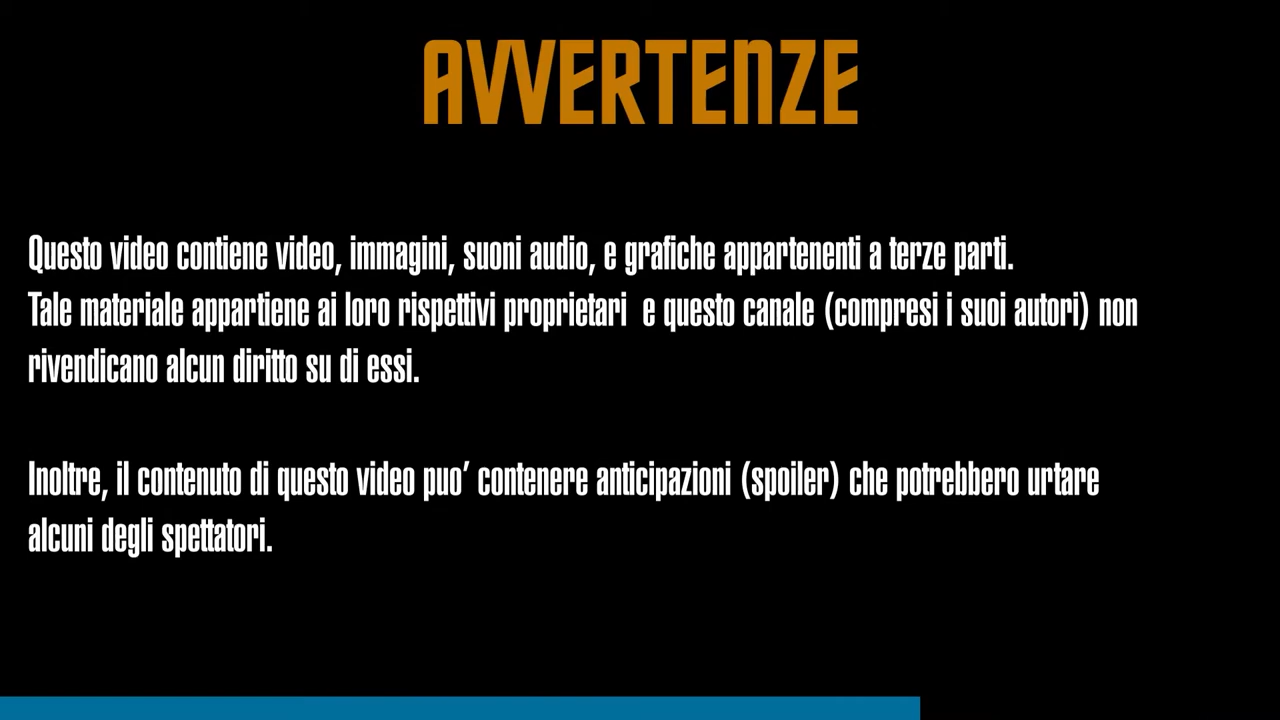 AVVERTENZE
Questo video contiene video, immagini, suoni audio, e grafiche appartenenti a terze parti.
Tale materiale appartiene ai loro rispettivi proprietari e questo canale (compresi i suoi autori) non
rivendicano alcun diritto su di essi.
Inoltre, il contenuto di questo video puo’ contenere anticipazioni (spoiler) che potrebbero urtare
alcuni degli spettatori.